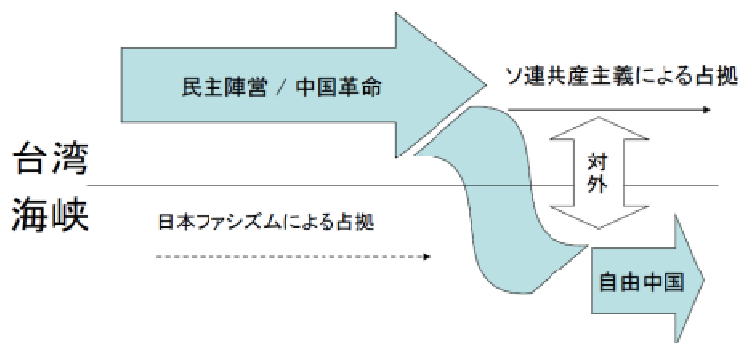 民主陣営 / 中国革命
ソ連共産主義による占拠
台湾
海峡
対
外
日本ファシズムによる占拠
自由中国